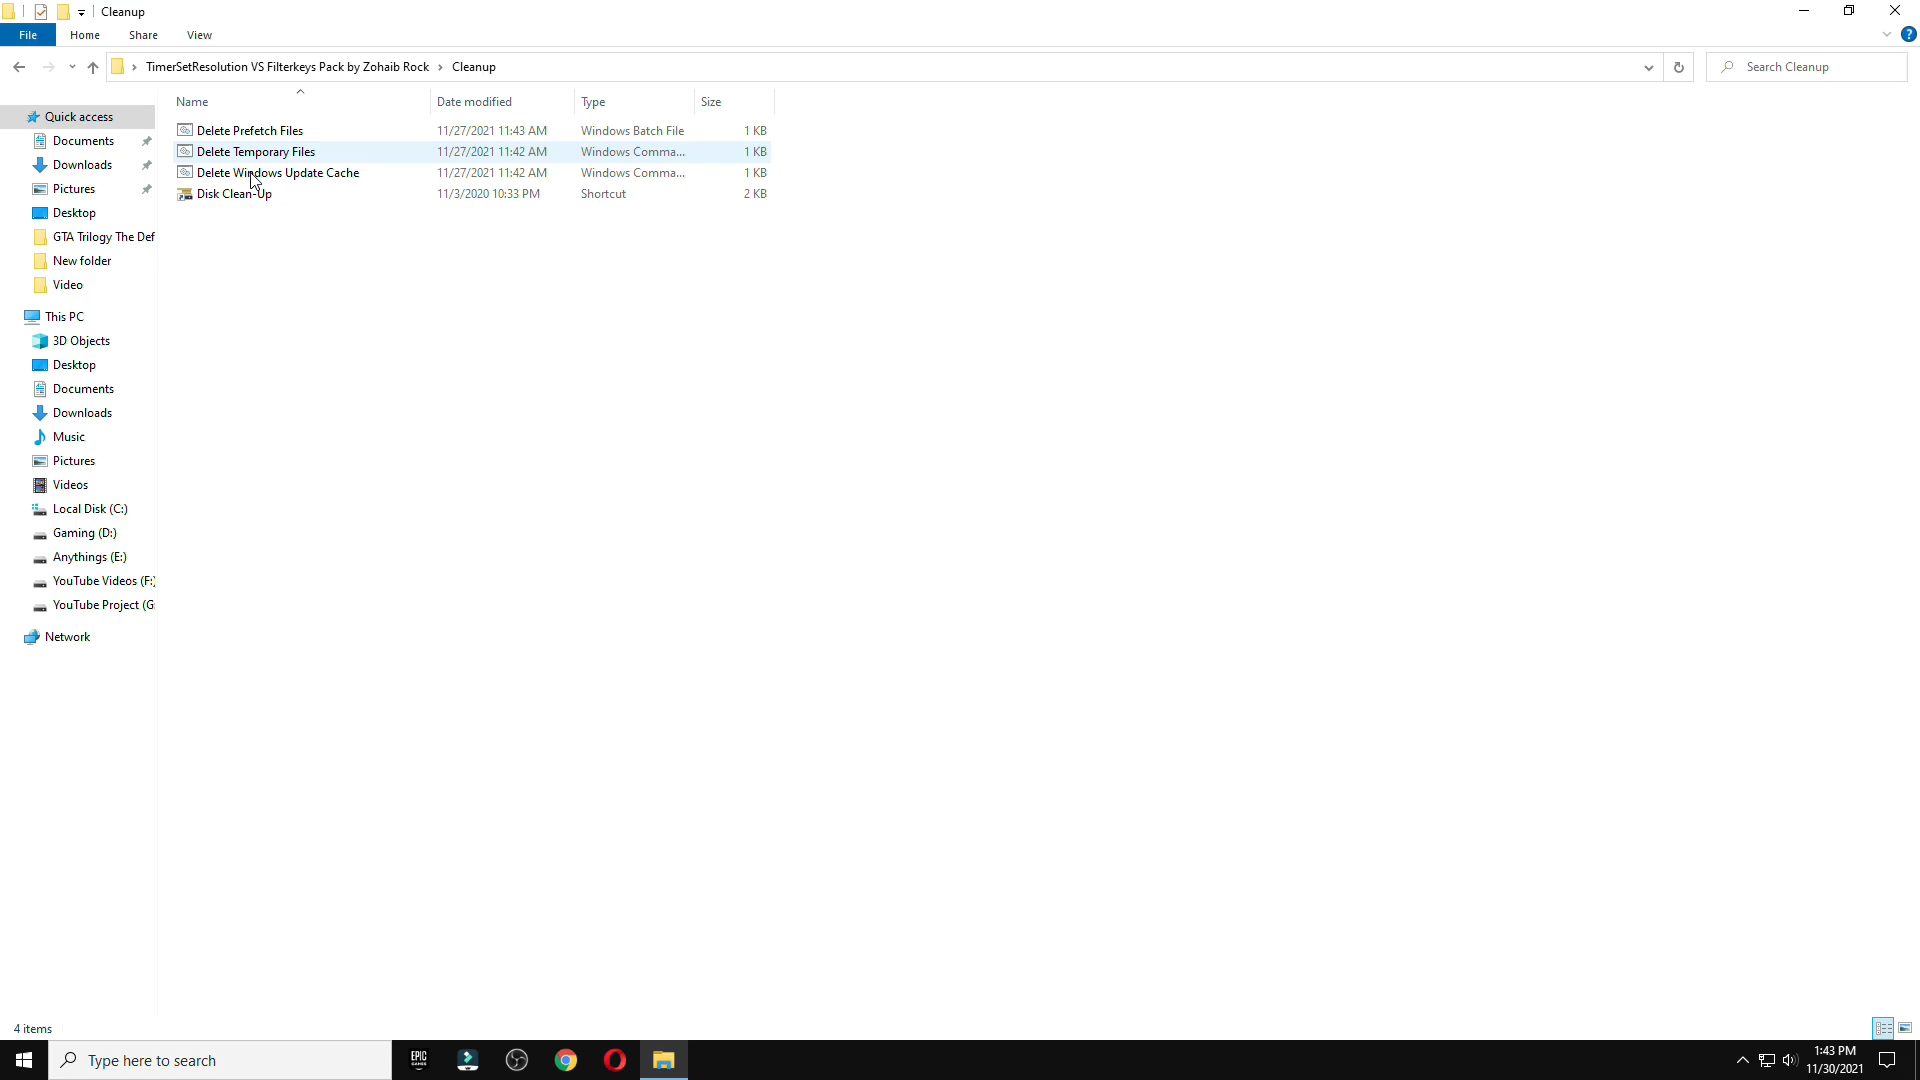 Cleanup
File Home Share View
TimerSetResolution VS Filterkeys Pack by Zohaib Rock › Cleanup
Search Cleanup
Name Date modified Type Size
Delete Prefetch Files 11/27/2021 11:43 AM Windows Batch File 1 KB
Delete Temporary Files 11/27/2021 11:42 AM Windows Comma... 1 KB
Delete Windows Update Cache 11/27/2021 11:42 AM Windows Comma... 1 KB
Disk Clean-Up 11/3/2020 10:33 PM Shortcut 2 KB
Quick access
Documents
Downloads
Pictures
Desktop
GTA Trilogy The Def
New folder
Video
This PC
3D Objects
Desktop
Documents
Downloads
Music
Pictures
Videos
Local Disk (C:)
Gaming (D:)
Anythings (E:)
YouTube Videos (F:)
YouTube Project (G:
Network
4 items
Type here to search
EPIC GAMES
1:43 PM
11/30/2021